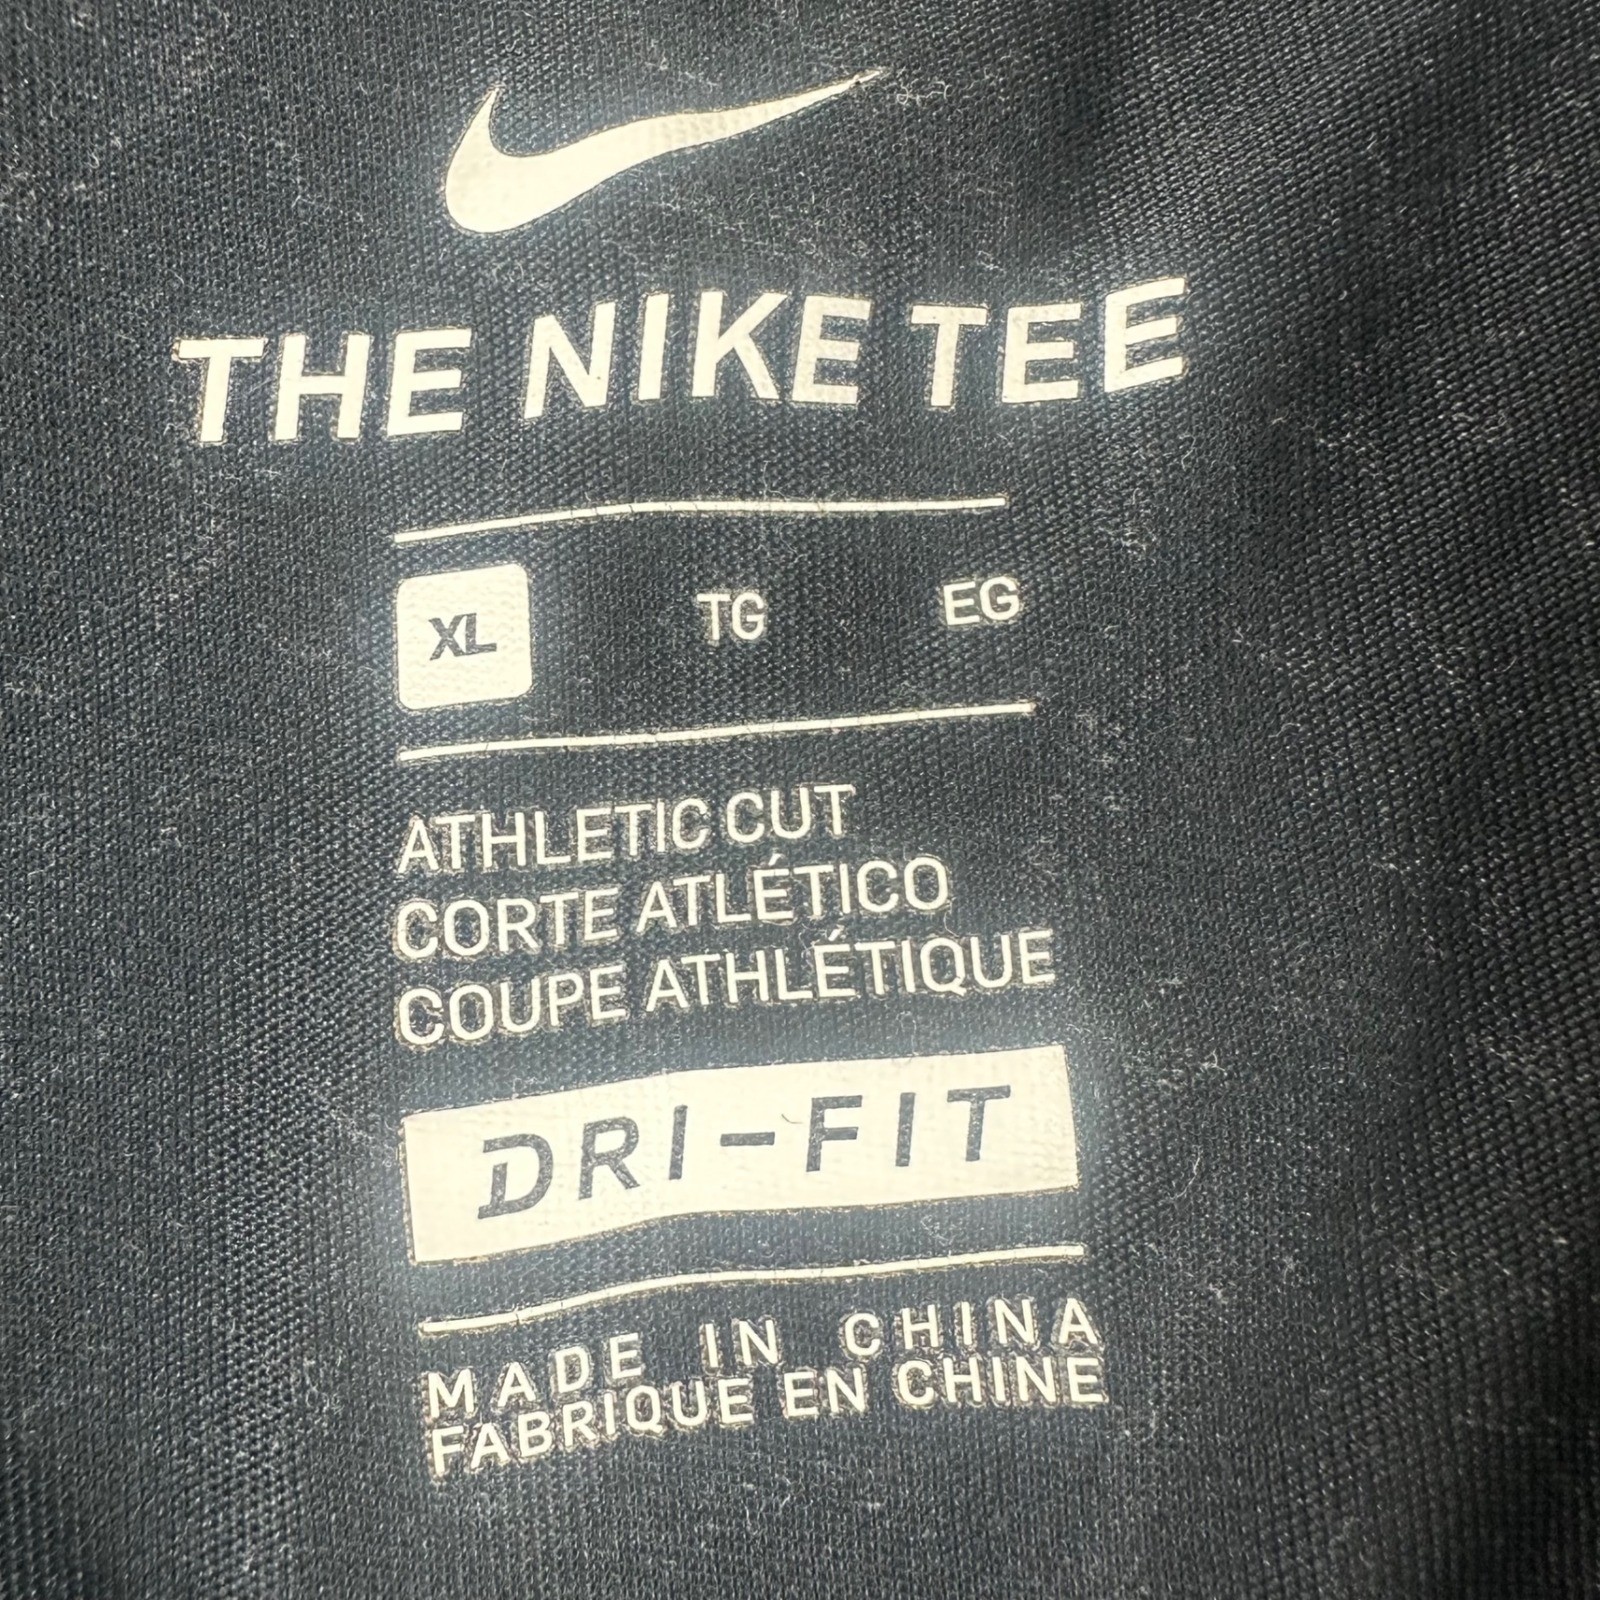 THE NIKE TEE
XL TG EG
ATHLETIC CUT
CORTE ATLÉTICO
COUPE ATHLÉTIQUE
DRI-FIT
MADE IN CHINA
FABRIQUE EN CHINE